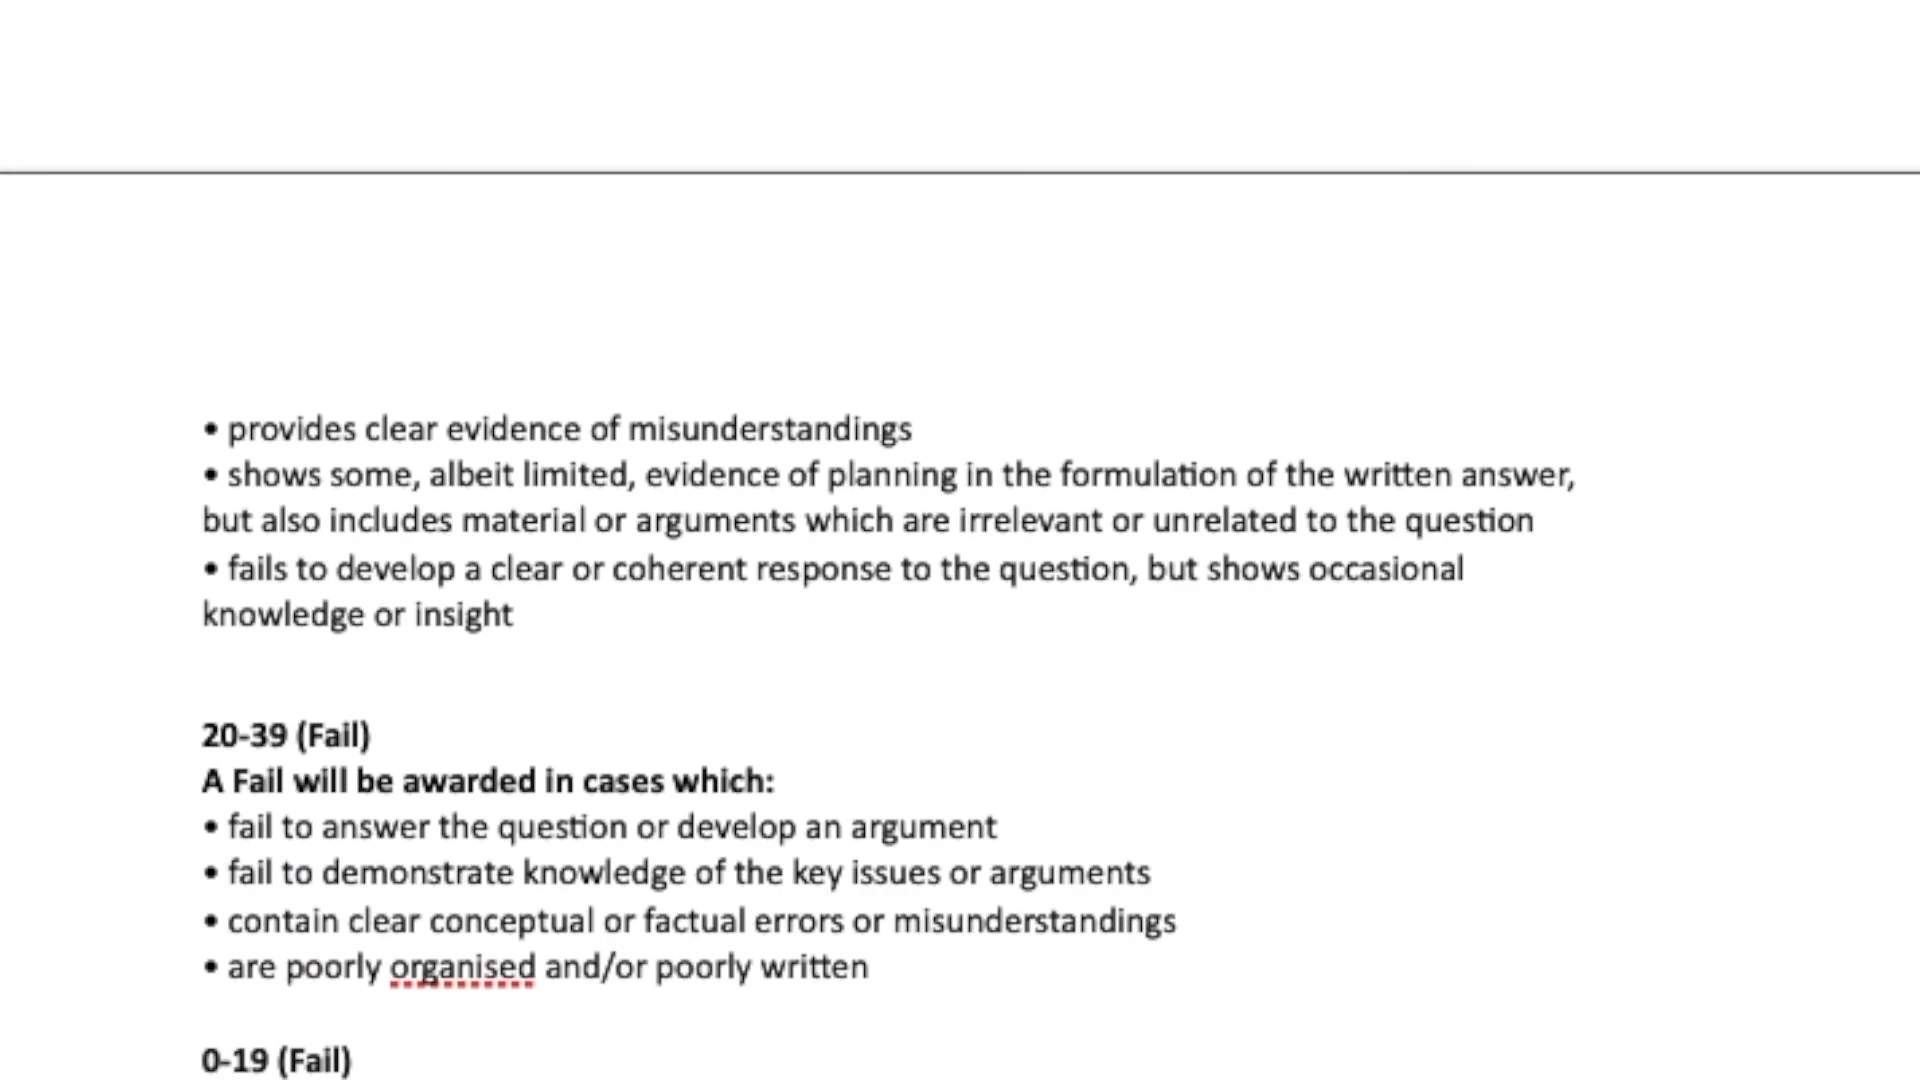 • provides clear evidence of misunderstandings
• shows some, albeit limited, evidence of planning in the formulation of the written answer,
but also includes material or arguments which are irrelevant or unrelated to the question
• fails to develop a clear or coherent response to the question, but shows occasional
knowledge or insight
20-39 (Fail)
A Fail will be awarded in cases which:
• fail to answer the question or develop an argument
• fail to demonstrate knowledge of the key issues or arguments
• contain clear conceptual or factual errors or misunderstandings
• are poorly organised and/or poorly written
0-19 (Fail)